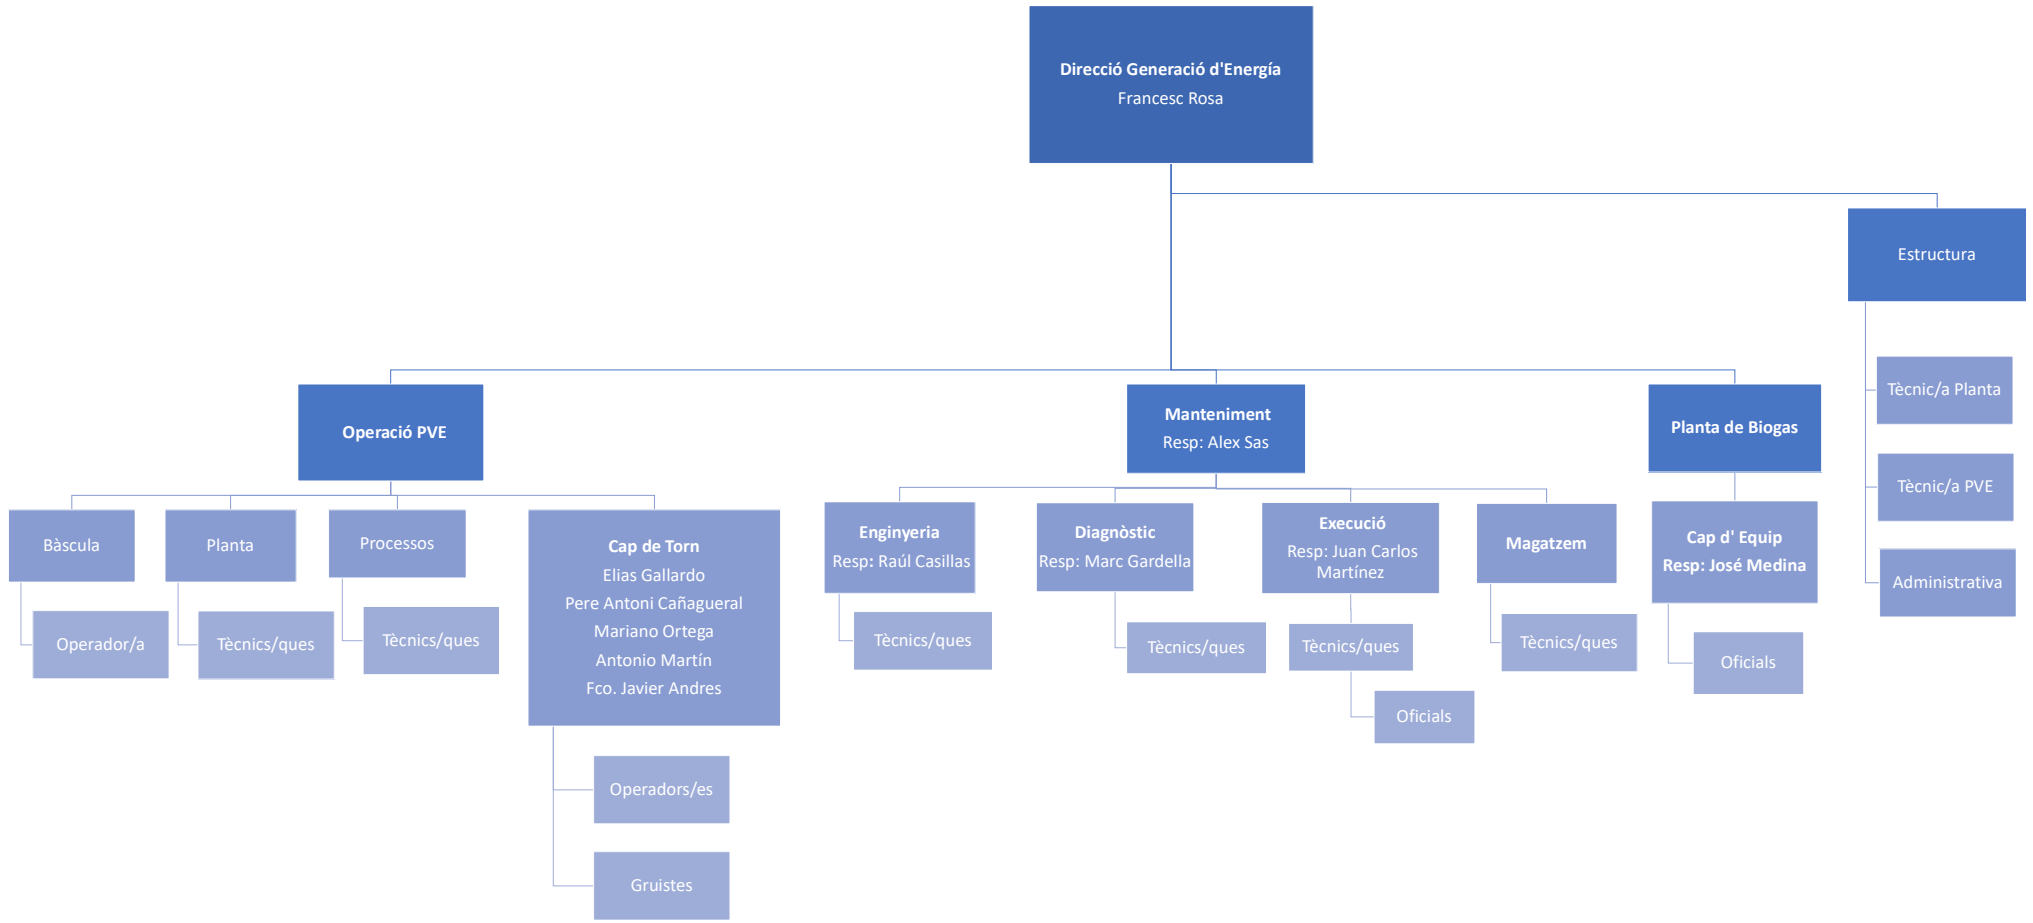 Direcció Generació d'Energía
Francesc Rosa
Estructura
Tècnic/a Planta
Tècnic/a PVE
Administrativa
Operació PVE
Manteniment
Resp: Alex Sas
Planta de Biogas
Bàscula
Operador/a
Planta
Tècnics/ques
Processos
Tècnics/ques
Cap de Torn
Elias Gallardo
Pere Antoni Cañagueral
Mariano Ortega
Antonio Martín
Fco. Javier Andres
Operadors/es
Gruistes
Enginyeria
Resp: Raúl Casillas
Tècnics/ques
Diagnòstic
Resp: Marc Gardella
Tècnics/ques
Execució
Resp: Juan Carlos
Martínez
Tècnics/ques
Oficials
Magatzem
Tècnics/ques
Cap d' Equip
Resp: José Medina
Oficials